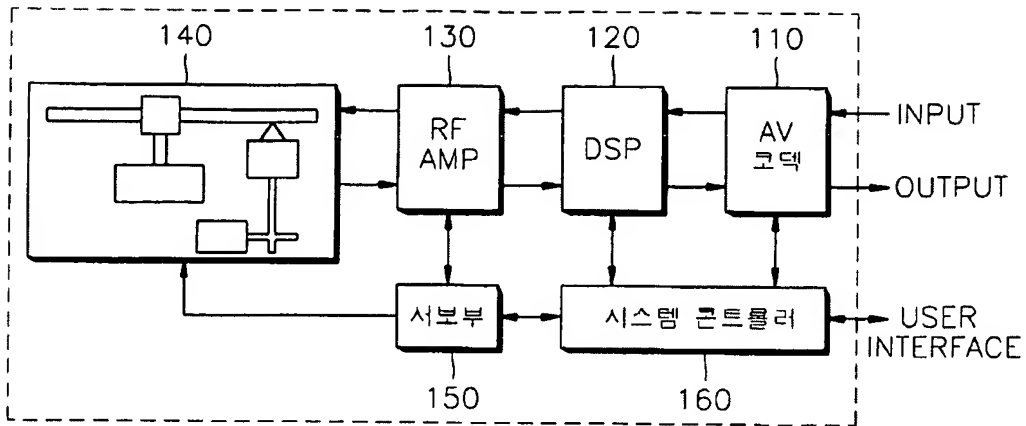 140
130
120
110
RF
AMP
DSP
AV
코덱
INPUT
OUTPUT
서보부
시스템 콘트롤러
USER
INTERFACE
150
160